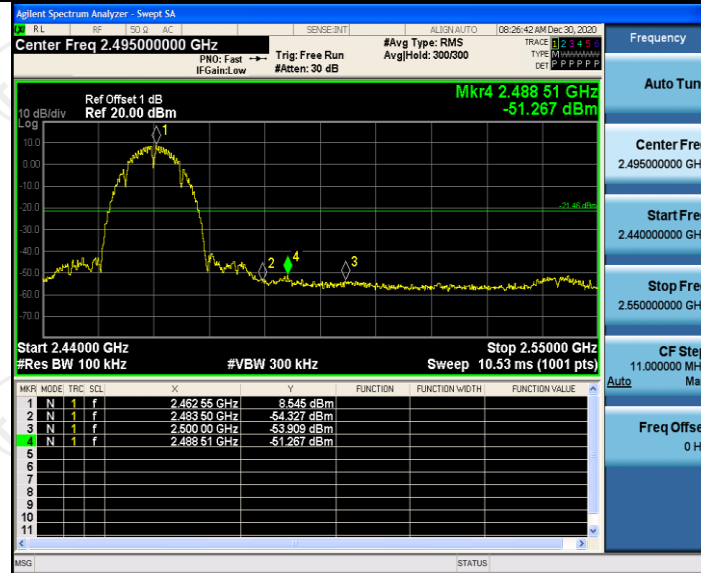 Agilent Spectrum Analyzer - Swept SA
RL RF 50 Ω AC SENSE:INT ALIGN AUTO 08:26:42 AM Dec 30, 2020
Center Freq 2.495000000 GHz
PNO: Fast
IFGain:Low
Trig: Free Run
#Atten: 30 dB
#Avg Type: RMS
Avg|Hold: 300/300
TRACE 1 2 3 4 5 6
TYPE M
DET P P P P P P
Mkr4 2.488 51 GHz
-51.267 dBm
Ref Offset 1 dB
10 dB/div Ref 20.00 dBm
Log
10.0
0.00
-10.0
-20.0
-30.0
-40.0
-50.0
-60.0
-70.0
1
2
4
3
-21.46 dBm
Start 2.44000 GHz Stop 2.55000 GHz
#Res BW 100 kHz #VBW 300 kHz Sweep 10.53 ms (1001 pts)
MKR MODE TRC SCL X Y FUNCTION FUNCTION WIDTH FUNCTION VALUE
1 N 1 f 2.462 55 GHz 8.545 dBm
2 N 1 f 2.483 50 GHz -54.327 dBm
3 N 1 f 2.500 00 GHz -53.909 dBm
4 N 1 f 2.488 51 GHz -51.267 dBm
5
6
7
8
9
10
11
MSG STATUS
Frequency
Auto Tun
Center Fre
2.495000000 GH
Start Fre
2.440000000 GH
Stop Fre
2.550000000 GH
CF Step
11.000000 MH
Auto Ma
Freq Offse
0 H